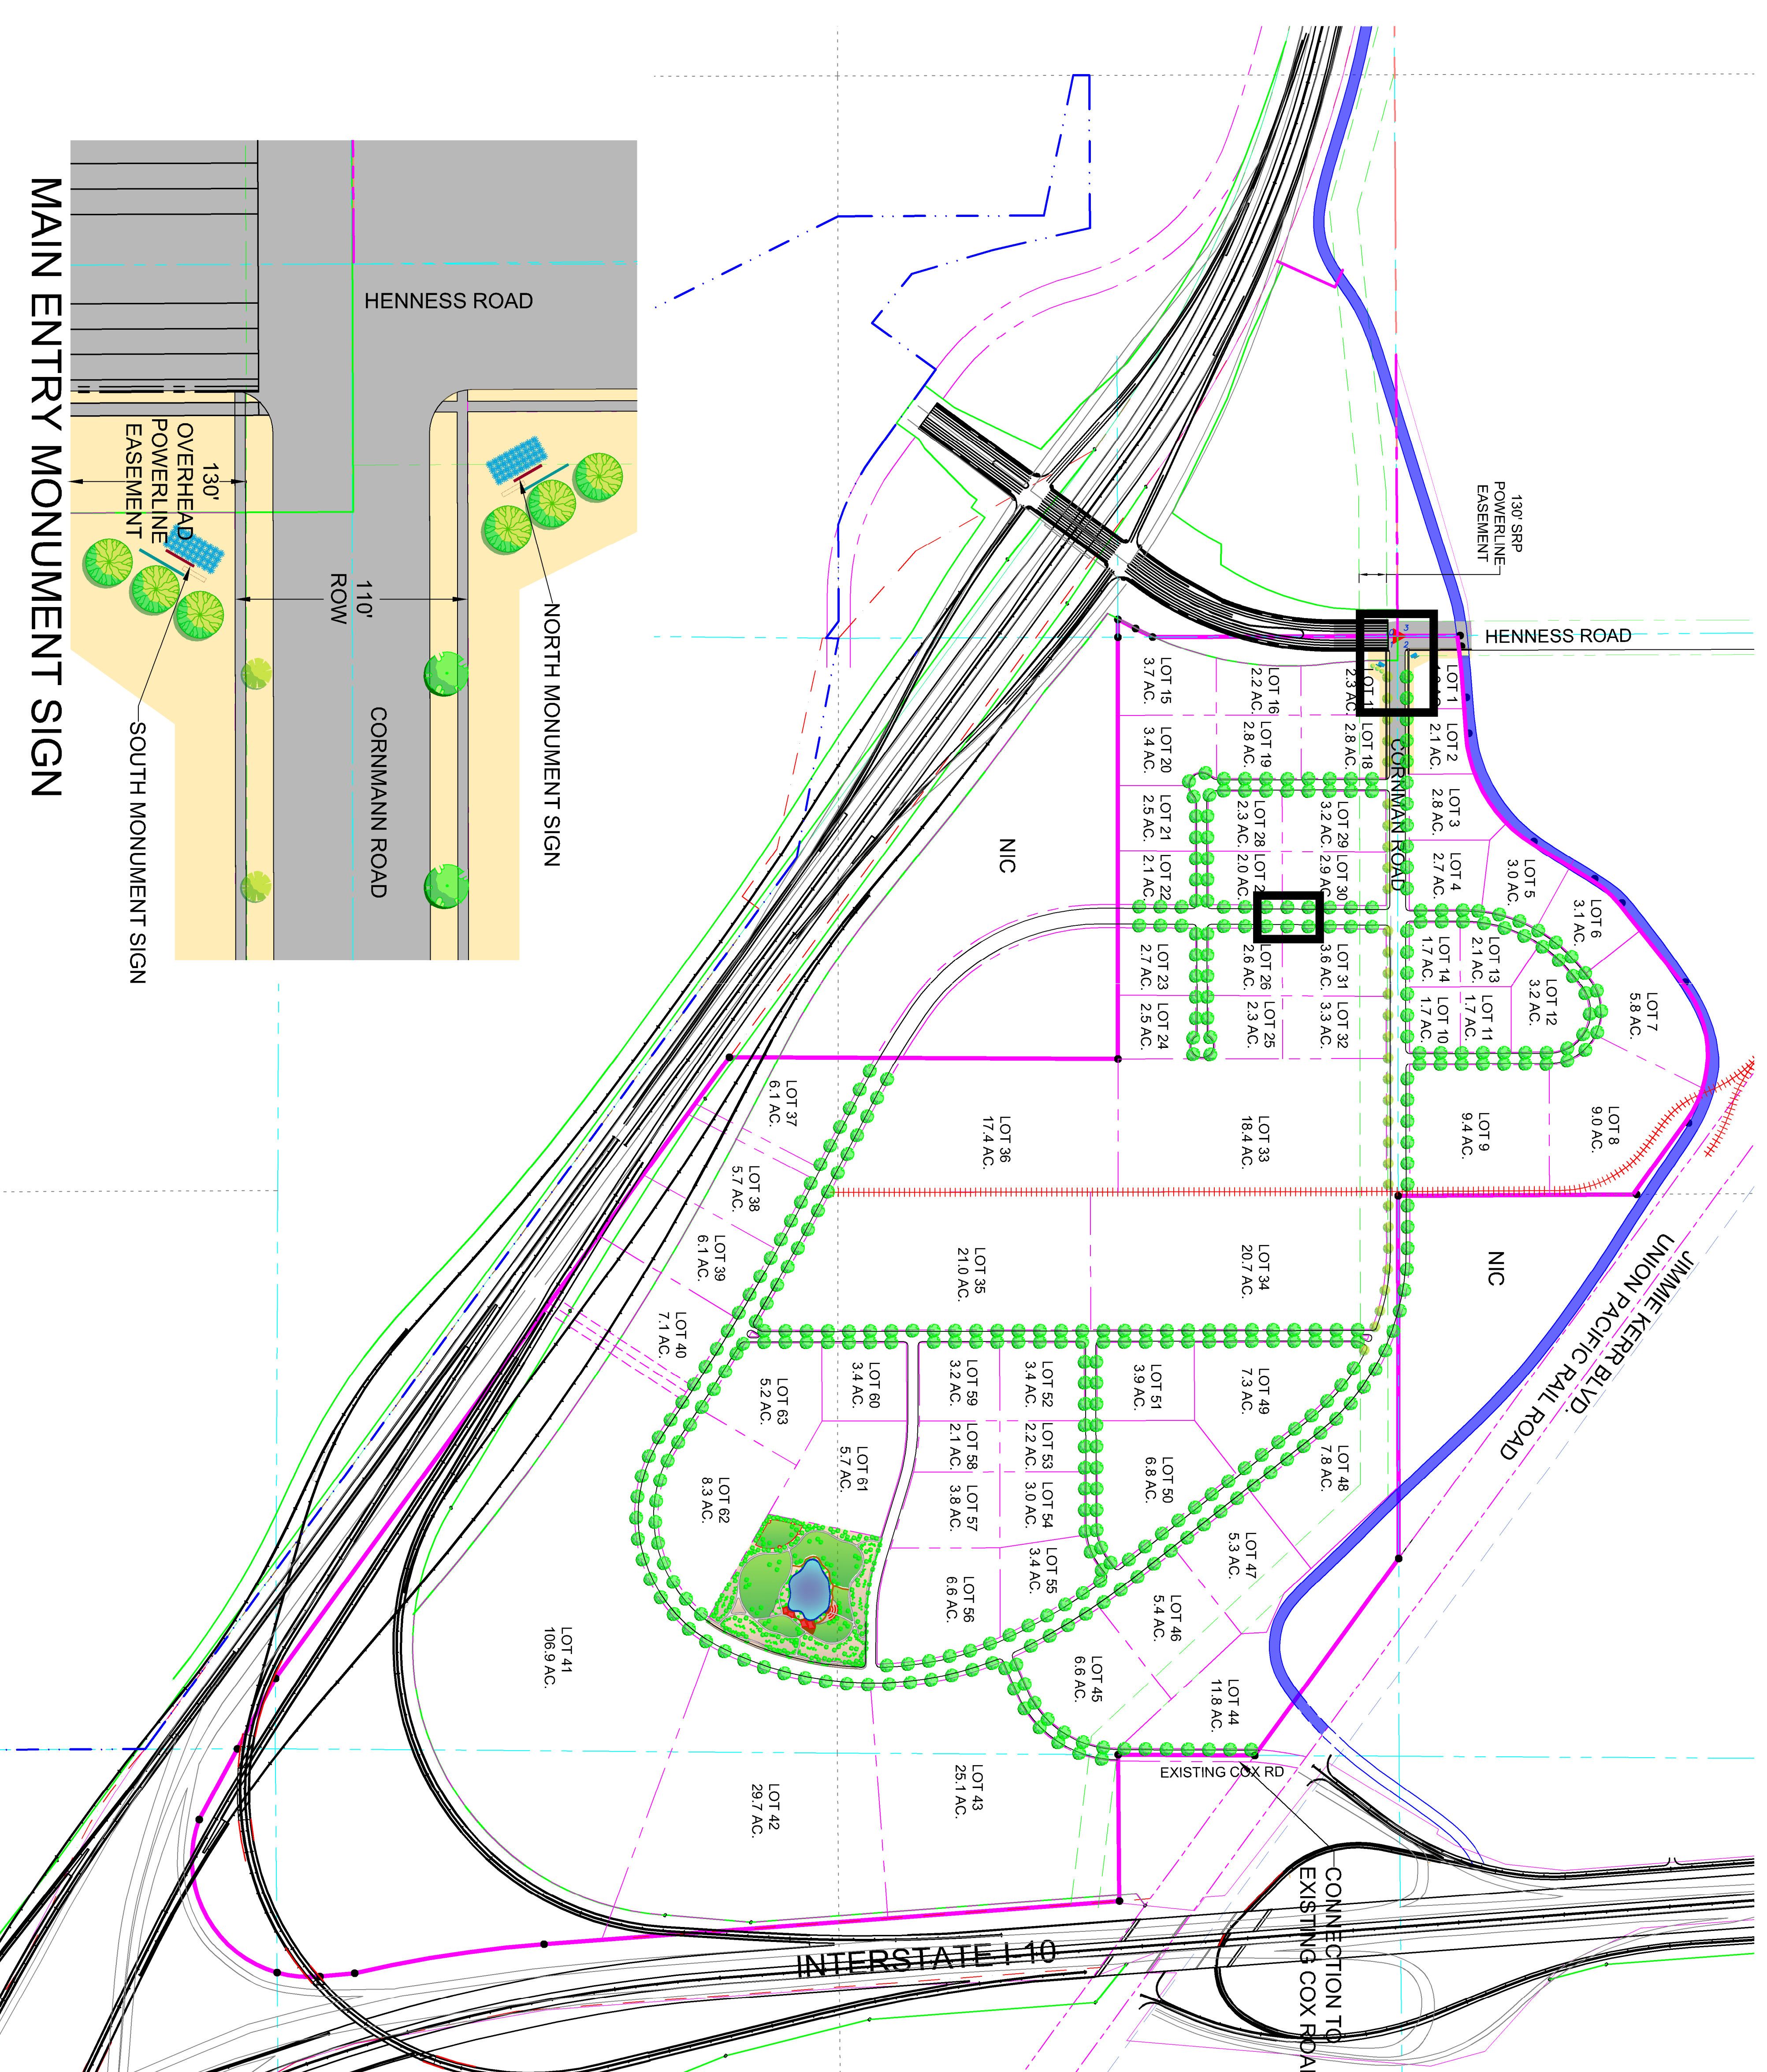 130' SRP
POWERLINE
EASEMENT
HENNESS ROAD
LOT 1
LOT 2
2.1 AC.
LOT 3
2.8 AC.
LOT 4
2.7 AC.
LOT 5
3.0 AC.
LOT 6
3.1 AC.
LOT 7
5.8 AC.
LOT 8
9.0 AC.
LOT 9
9.4 AC.
LOT 10
1.7 AC.
LOT 11
1.7 AC.
LOT 12
3.2 AC.
LOT 13
2.1 AC.
LOT 14
1.7 AC.
LOT 15
3.7 AC.
LOT 16
2.2 AC.
2.3 AC.
LOT 18
2.8 AC.
LOT 19
2.8 AC.
LOT 20
3.4 AC.
LOT 21
2.5 AC.
LOT 22
2.1 AC.
LOT 23
2.7 AC.
LOT 24
2.5 AC.
LOT 25
2.3 AC.
LOT 26
2.6 AC.
2.0 AC.
LOT 28
2.3 AC.
LOT 29
3.2 AC.
LOT 30
2.9 AC.
LOT 31
3.6 AC.
LOT 32
3.3 AC.
LOT 33
18.4 AC.
LOT 34
20.7 AC.
LOT 35
21.0 AC.
LOT 36
17.4 AC.
LOT 37
6.1 AC.
LOT 38
5.7 AC.
LOT 39
6.1 AC.
LOT 40
7.1 AC.
LOT 41
106.9 AC.
LOT 42
29.7 AC.
LOT 43
25.1 AC.
LOT 44
11.8 AC.
LOT 45
6.6 AC.
LOT 46
5.4 AC.
LOT 47
5.3 AC.
LOT 48
7.8 AC.
LOT 49
7.3 AC.
LOT 50
6.8 AC.
LOT 51
3.9 AC.
LOT 52
3.4 AC.
LOT 53
2.2 AC.
LOT 54
3.0 AC.
LOT 55
3.4 AC.
LOT 56
6.6 AC.
LOT 57
3.8 AC.
LOT 58
2.1 AC.
LOT 59
3.2 AC.
LOT 60
3.4 AC.
LOT 61
5.7 AC.
LOT 62
8.3 AC.
LOT 63
5.2 AC.
CORNMAN ROAD
NIC
NIC
JIMMIE KERR BLVD.
UNION PACIFIC RAIL ROAD
EXISTING COX RD
CONNECTION TO
EXISTING COX ROAD
INTERSTATE I-10
HENNESS ROAD
CORNMANN ROAD
110'
ROW
130'
OVERHEAD
POWERLINE
EASEMENT
NORTH MONUMENT SIGN
SOUTH MONUMENT SIGN
MAIN ENTRY MONUMENT SIGN